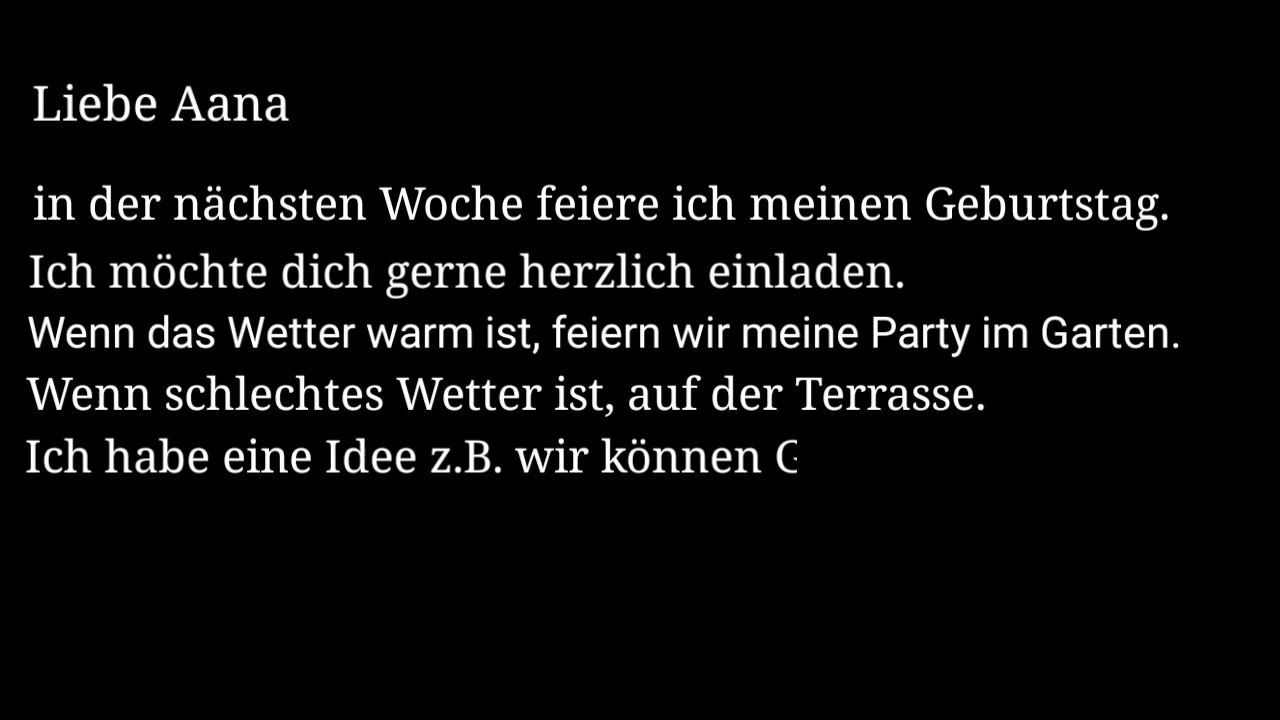 Liebe Aana
in der nächsten Woche feiere ich meinen Geburtstag.
Ich möchte dich gerne herzlich einladen.
Wenn das Wetter warm ist, feiern wir meine Party im Garten.
Wenn schlechtes Wetter ist, auf der Terrasse.
Ich habe eine Idee z.B. wir können